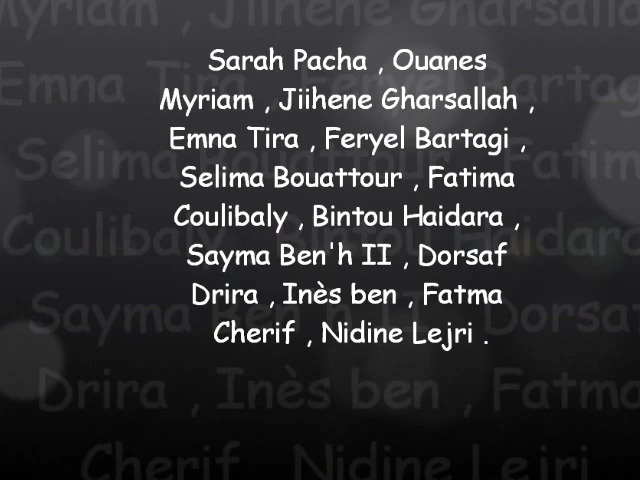 Sarah Pacha , Ouanes
Myriam , Jiihene Gharsallah ,
Emna Tira , Feryel Bartagi ,
Selima Bouattour , Fatima
Coulibaly , Bintou Haidara ,
Sayma Ben'h II , Dorsaf
Drira , Inès ben , Fatma
Cherif , Nidine Lejri .